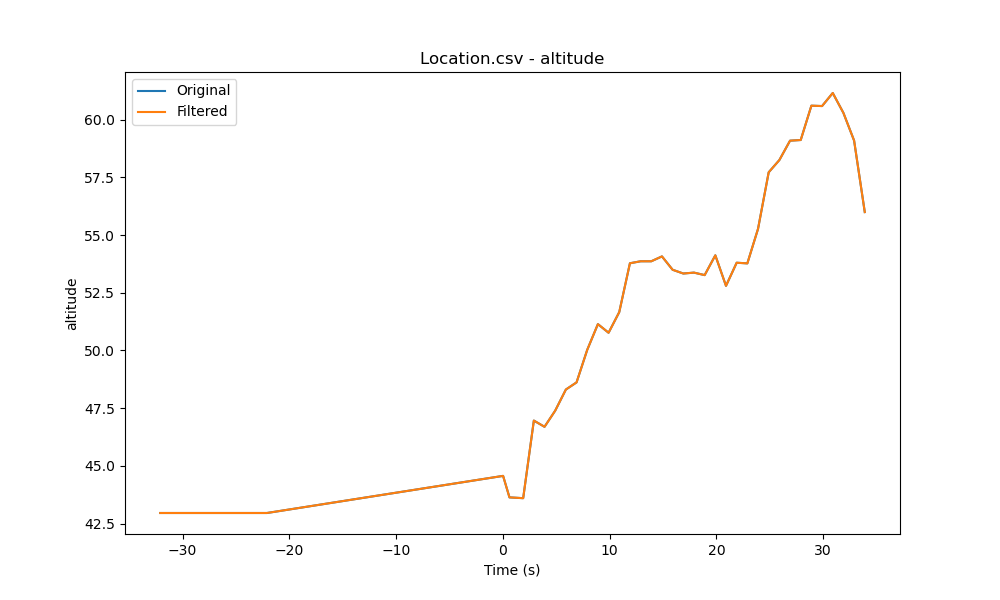 Location.csv - altitude
Original
Filtered
60.0
57.5
55.0
52.5
50.0
47.5
45.0
42.5
altitude
−30 −20 −10 0 10 20 30
Time (s)